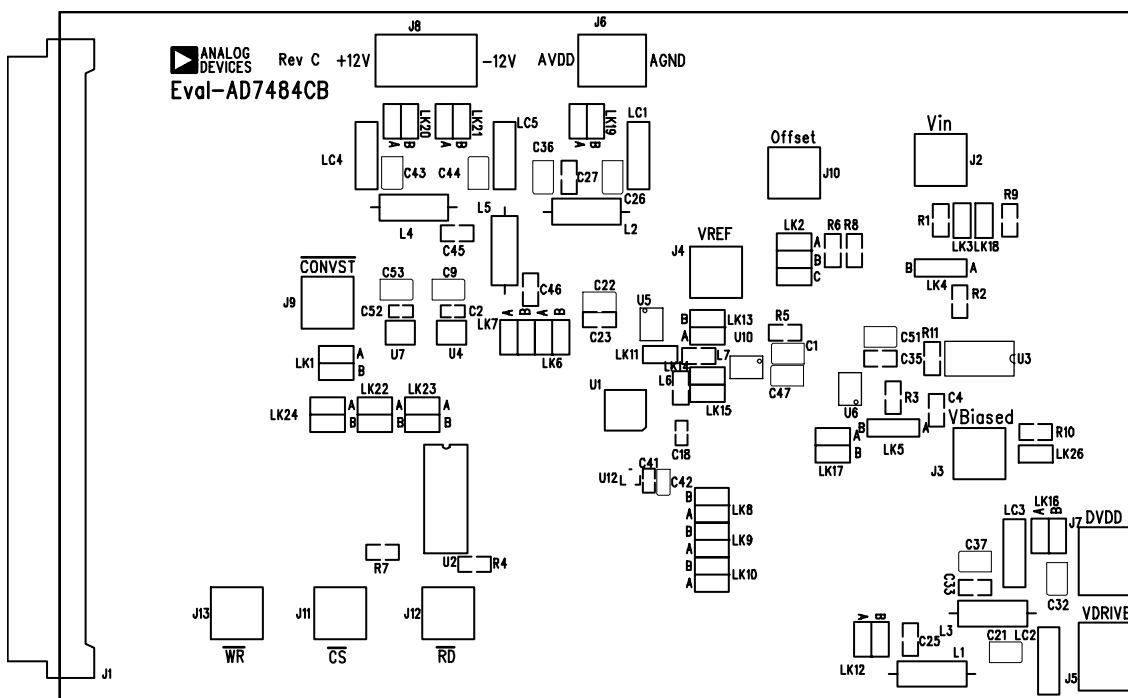 J8
J6
ANALOG
DEVICES
Rev C
+12V
-12V
AVDD
AGND
Eval-AD7484CB
LK20
LK21
LC5
LK19
LC1
A
B
A
B
A
B
LC4
C43
C44
C36
C27
C26
Offset
J10
Vin
J2
L4
L5
L2
C45
R1
LK3
LK18
R9
LK2
A
B
C
R6
R8
VREF
J4
B
LK4
A
R2
CONVST
J9
C53
C9
C46
C22
C52
C2
C23
U7
U4
LK7
A
B
A
B
LK6
U5
B
A
LK13
U10
R5
C1
C47
C51
C35
R11
U3
LK1
A
B
LK11
LK14
L7
L6
LK15
U1
U6
R3
C4
LK24
A
B
LK22
A
B
LK23
A
B
VBiased
B
LK5
A
J3
R10
LK26
LK17
A
B
C18
U12
C41
C42
B
A
LK8
B
A
LK9
B
A
LK10
U2
R7
R4
LC3
LK16
A
B
J7
DVDD
C37
C33
C32
J13
WR
J11
CS
J12
RD
L3
VDRIVE
A
B
LK12
C25
L1
C21
LC2
J5
J1